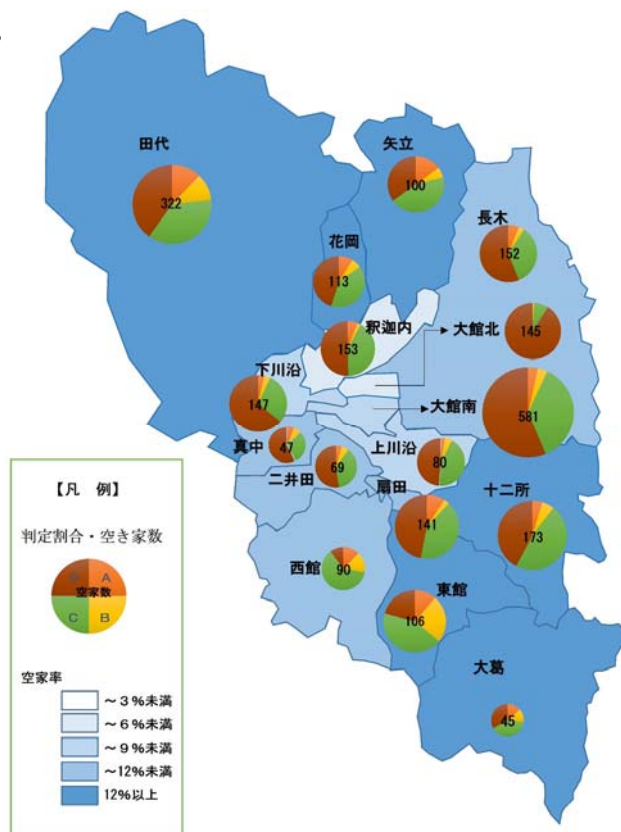 田代
322
矢立
100
長木
152
花岡
113
釈迦内
153
大館北
145
下川沿
147
大館南
581
真中
47
二井田
69
上川沿
80
扇田
141
十二所
173
西館
90
東館
106
大葛
45
【凡 例】
判定割合・空き家数
D A
空家数
C B
空家率
～3%未満
～6%未満
～9%未満
～12%未満
12%以上